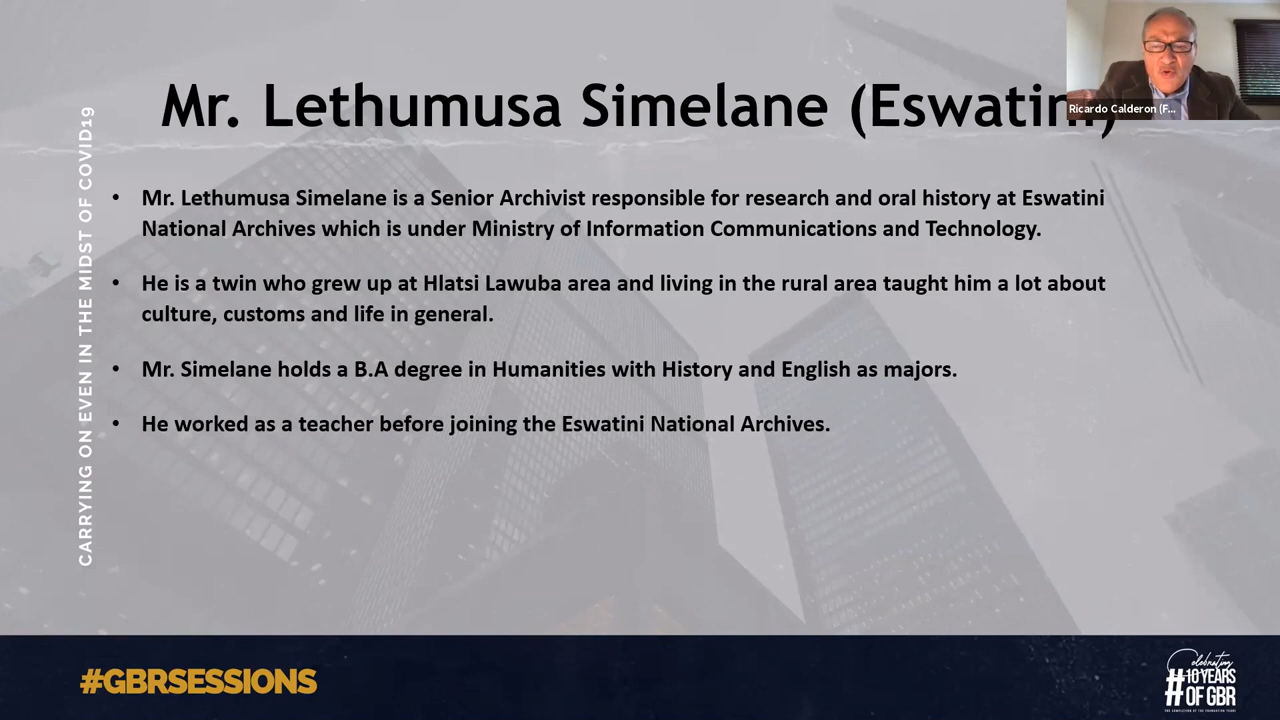 Mr. Lethumusa Simelane (Eswatini)
Ricardo Calderon (F...
CARRYING ON EVEN IN THE MIDST OF COVID19
• Mr. Lethumusa Simelane is a Senior Archivist responsible for research and oral history at Eswatini
National Archives which is under Ministry of Information Communications and Technology.
• He is a twin who grew up at Hlatsi Lawuba area and living in the rural area taught him a lot about
culture, customs and life in general.
• Mr. Simelane holds a B.A degree in Humanities with History and English as majors.
• He worked as a teacher before joining the Eswatini National Archives.
#GBRSESSIONS
Celebrating
#10 YEARS
OF GBR